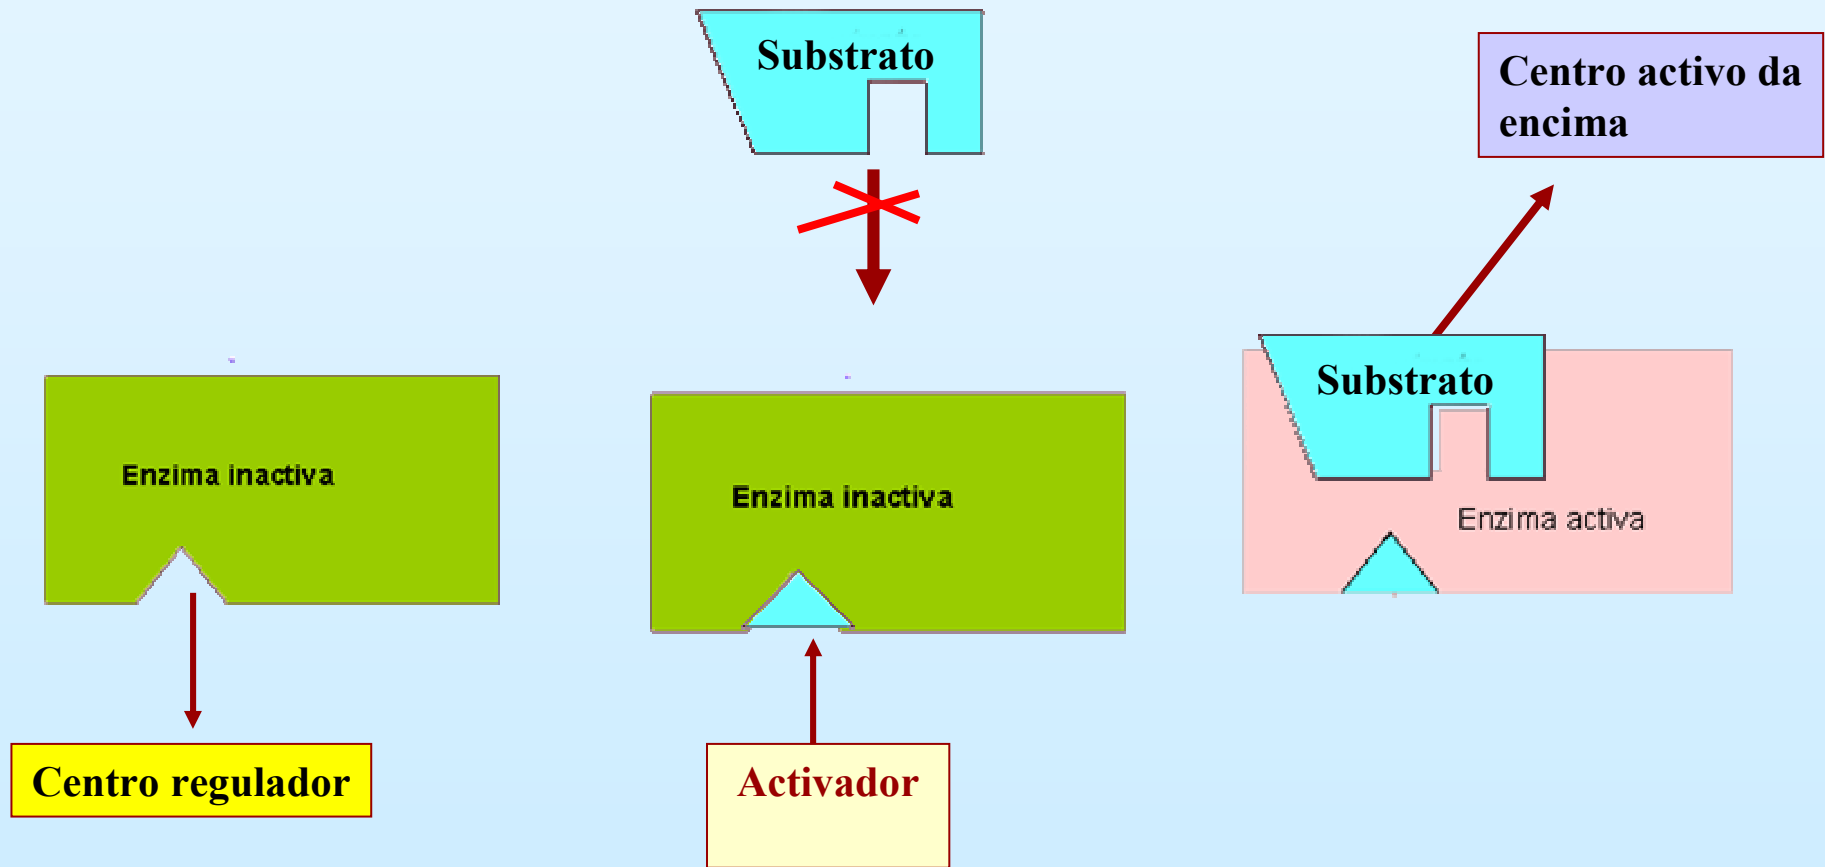 Substrato
Centro activo da
encima
Substrato
Enzima inactiva
Enzima inactiva
Enzima activa
Centro regulador
Activador